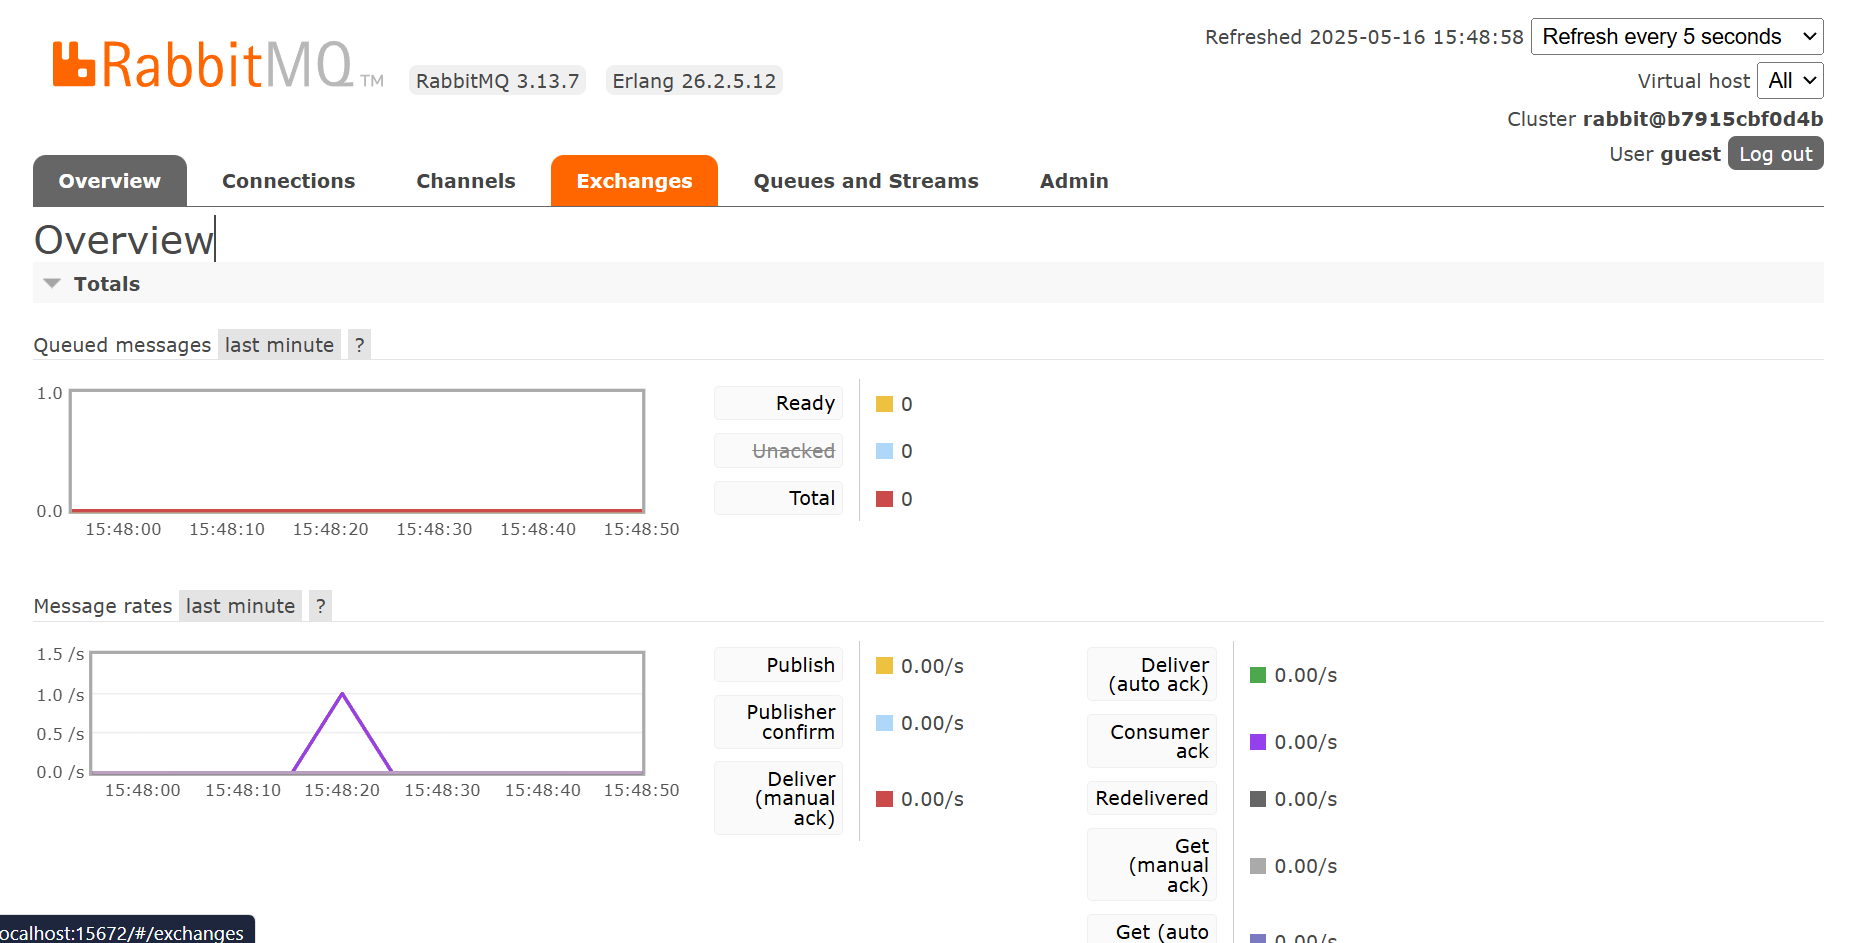 RabbitMQ TM
RabbitMQ 3.13.7
Erlang 26.2.5.12
Refreshed 2025-05-16 15:48:58
Refresh every 5 seconds
Virtual host All
Cluster rabbit@b7915cbf0d4b
User guest Log out
Overview
Connections
Channels
Exchanges
Queues and Streams
Admin
Overview
Totals
Queued messages last minute ?
1.0
0.0
15:48:00 15:48:10 15:48:20 15:48:30 15:48:40 15:48:50
Ready 0
Unacked 0
Total 0
Message rates last minute ?
1.5 /s
1.0 /s
0.5 /s
0.0 /s
15:48:00 15:48:10 15:48:20 15:48:30 15:48:40 15:48:50
Publish 0.00/s
Publisher
confirm 0.00/s
Deliver
(manual
ack) 0.00/s
Deliver
(auto ack) 0.00/s
Consumer
ack 0.00/s
Redelivered 0.00/s
Get
(manual
ack) 0.00/s
Get (auto
0.00/s
ocalhost:15672/#/exchanges